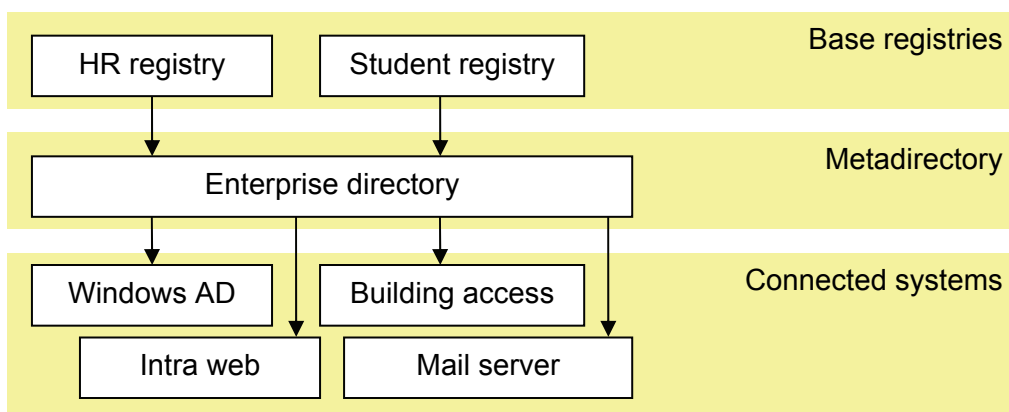 Base registries
HR registry
Student registry
Metadirectory
Enterprise directory
Connected systems
Windows AD
Building access
Intra web
Mail server